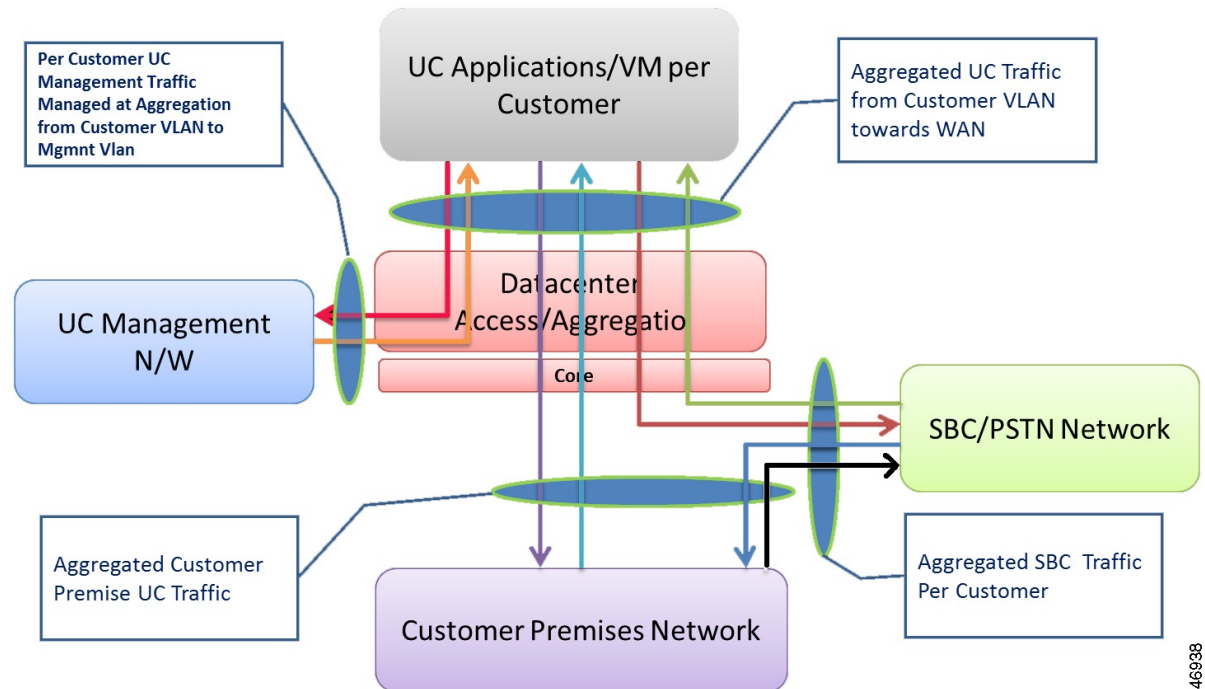 Per Customer UC
Management Traffic
Managed at Aggregation
from Customer VLAN to
Mgmnt Vlan
UC Applications/VM per
Customer
Aggregated UC Traffic
from Customer VLAN
towards WAN
Datacenter
Access/Aggregatio
UC Management
N/W
Core
SBC/PSTN Network
Aggregated Customer
Premise UC Traffic
Aggregated SBC Traffic
Per Customer
Customer Premises Network
46938